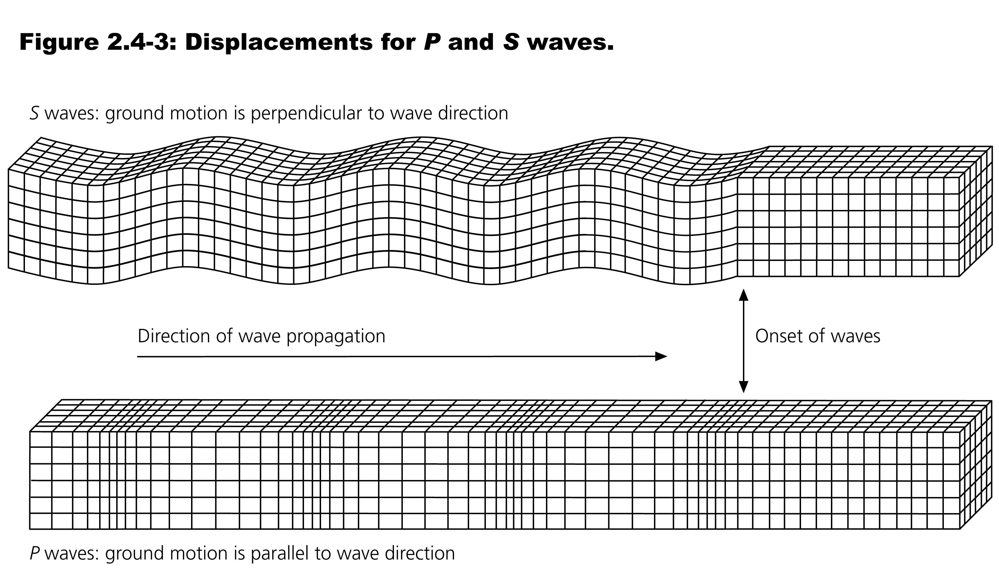 Figure 2.4-3: Displacements for P and S waves.
S waves: ground motion is perpendicular to wave direction
Direction of wave propagation
Onset of waves
P waves: ground motion is parallel to wave direction